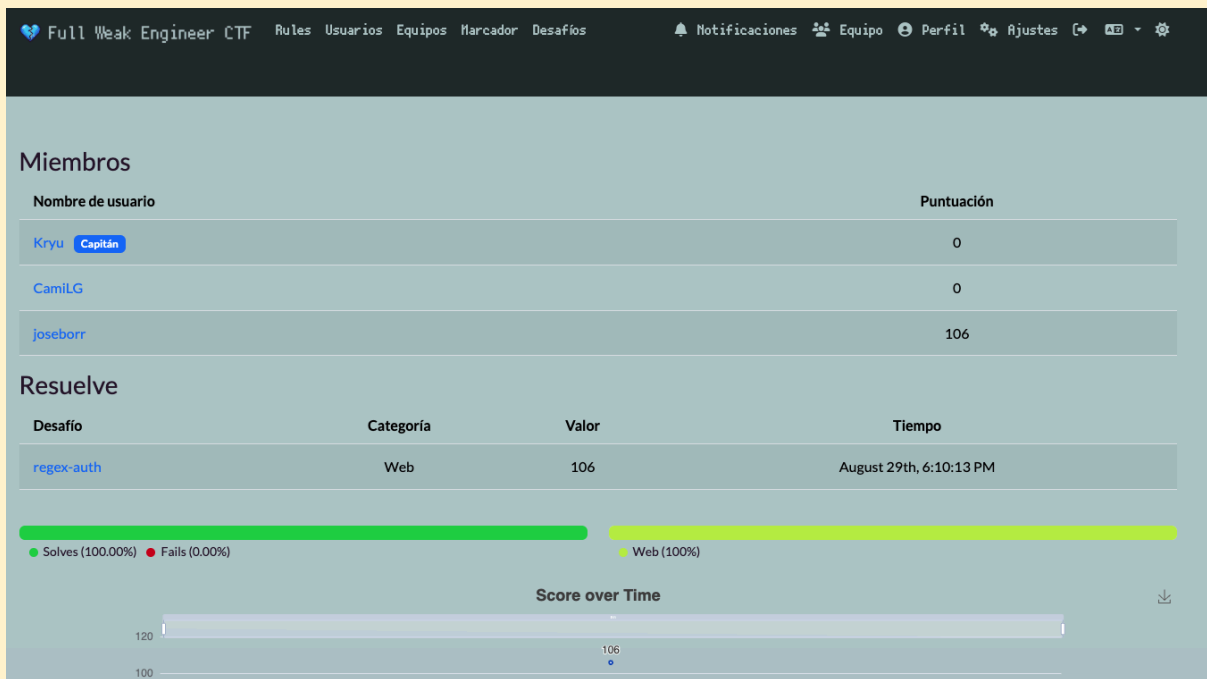 Full Weak Engineer CTF Rules Usuarios Equipos Marcador Desafíos Notificaciones Equipo Perfil Ajustes
Miembros
Nombre de usuario Puntuación
Kryu Capitán 0
CamiLG 0
joseborr 106
Resuelve
Desafío Categoría Valor Tiempo
regex-auth Web 106 August 29th, 6:10:13 PM
Solves (100.00%) Fails (0.00%) Web (100%)
Score over Time
120
106
100